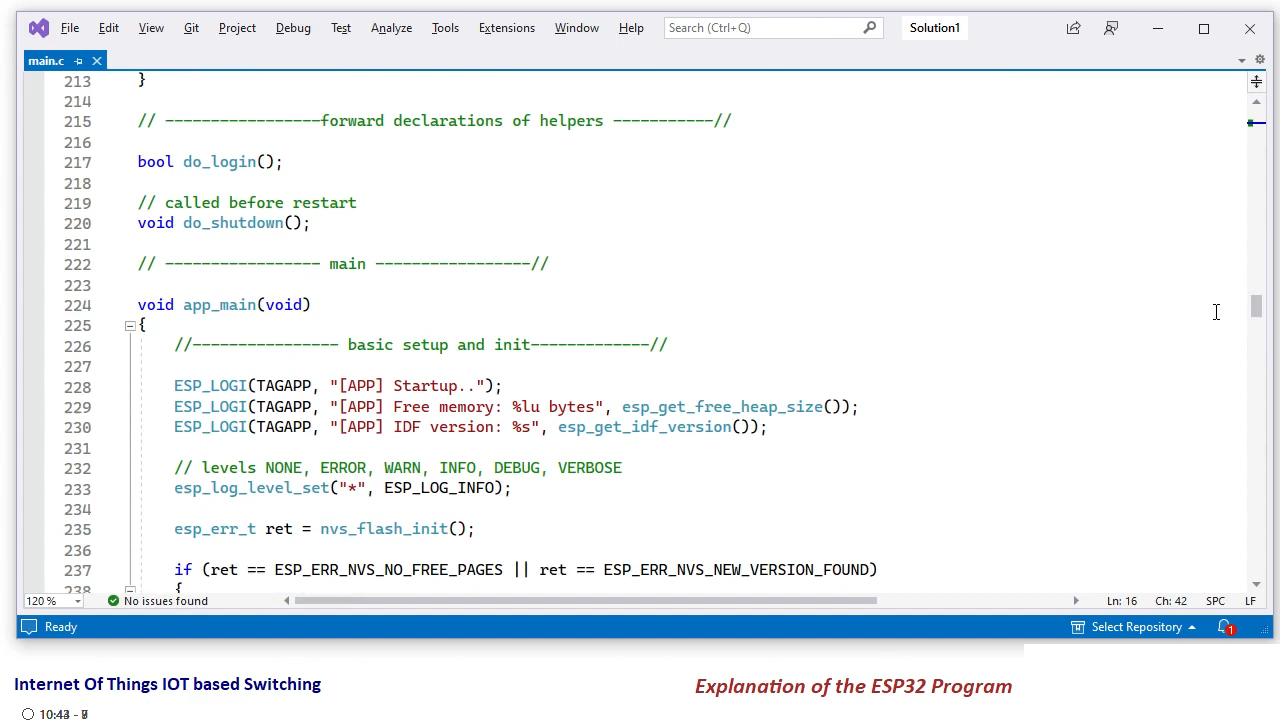 File Edit View Git Project Debug Test Analyze Tools Extensions Window Help Search (Ctrl+Q) Solution1
main.c
213 }
214
215 // -----------------forward declarations of helpers -----------//
216
217 bool do_login();
218
219 // called before restart
220 void do_shutdown();
221
222 // ----------------- main -----------------//
223
224 void app_main(void)
225 {
226 //---------------- basic setup and init-------------//
227
228 ESP_LOGI(TAGAPP, "[APP] Startup..");
229 ESP_LOGI(TAGAPP, "[APP] Free memory: %lu bytes", esp_get_free_heap_size());
230 ESP_LOGI(TAGAPP, "[APP] IDF version: %s", esp_get_idf_version());
231
232 // levels NONE, ERROR, WARN, INFO, DEBUG, VERBOSE
233 esp_log_level_set("*", ESP_LOG_INFO);
234
235 esp_err_t ret = nvs_flash_init();
236
237 if (ret == ESP_ERR_NVS_NO_FREE_PAGES || ret == ESP_ERR_NVS_NEW_VERSION_FOUND)
238 {
120 % No issues found Ln: 16 Ch: 42 SPC LF
Ready Select Repository 1
Internet Of Things IOT based Switching Explanation of the ESP32 Program